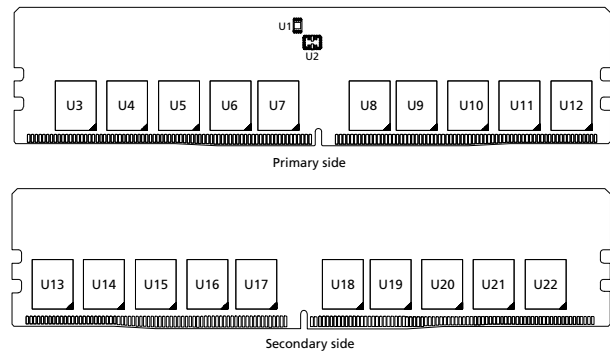 U1
U2
U3 U4 U5 U6 U7 U8 U9 U10 U11 U12
Primary side
U13 U14 U15 U16 U17 U18 U19 U20 U21 U22
Secondary side